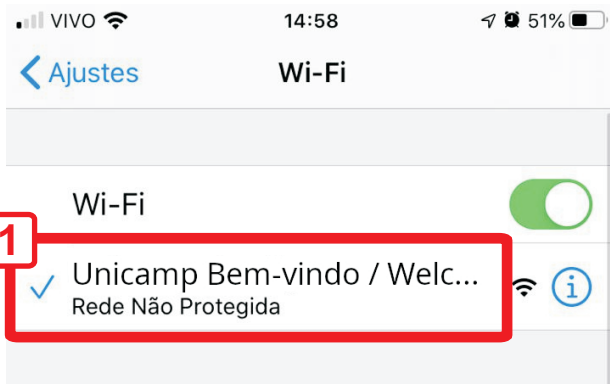 VIVO 14:58 51%
Ajustes Wi-Fi
Wi-Fi
1
Unicamp Bem-vindo / Welc...
Rede Não Protegida